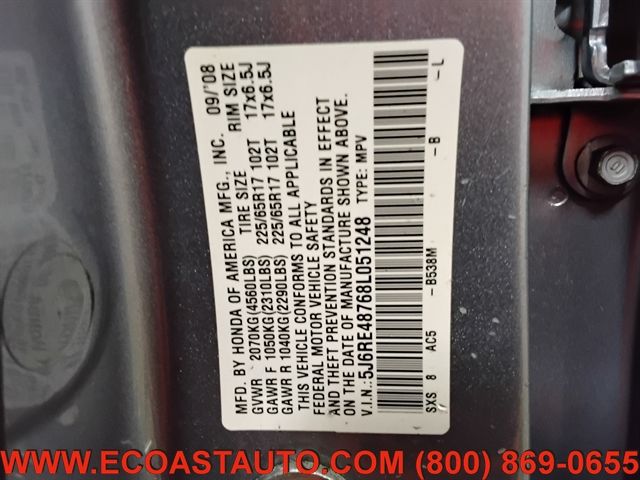 MFD. BY HONDA OF AMERICA MFG., INC. 09/'08
TIRE SIZE RIM SIZE
GVWR 2070KG(4560LBS)
GAWR F 1050KG(2310LBS) 225/65R17 102T 17x6.5J
GAWR R 1040KG(2290LBS) 225/65R17 102T 17x6.5J
THIS VEHICLE CONFORMS TO ALL APPLICABLE
FEDERAL MOTOR VEHICLE SAFETY
AND THEFT PREVENTION STANDARDS IN EFFECT
ON THE DATE OF MANUFACTURE SHOWN ABOVE.
V.I.N.:5J6RE48768L051248 TYPE: MPV
SXS 8 AC5 -B538M -B -L
WWW.ECOASTAUTO.COM (800) 869-0655